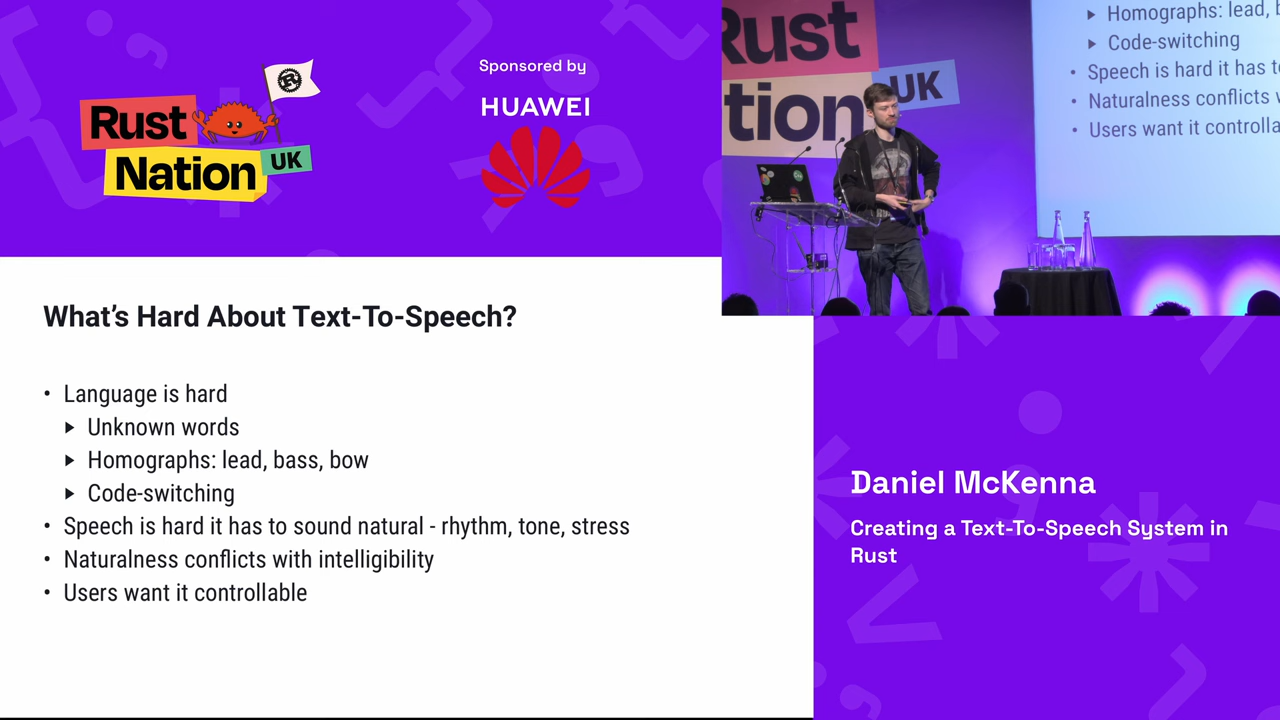 Rust
Nation
UK
Sponsored by
HUAWEI
What's Hard About Text-To-Speech?
• Language is hard
▶ Unknown words
▶ Homographs: lead, bass, bow
▶ Code-switching
• Speech is hard it has to sound natural - rhythm, tone, stress
• Naturalness conflicts with intelligibility
• Users want it controllable
Rust
tion
UK
▶ Homographs: lead, b
▶ Code-switching
• Speech is hard it has t
• Naturalness conflicts
• Users want it controlla
Daniel McKenna
Creating a Text-To-Speech System in
Rust